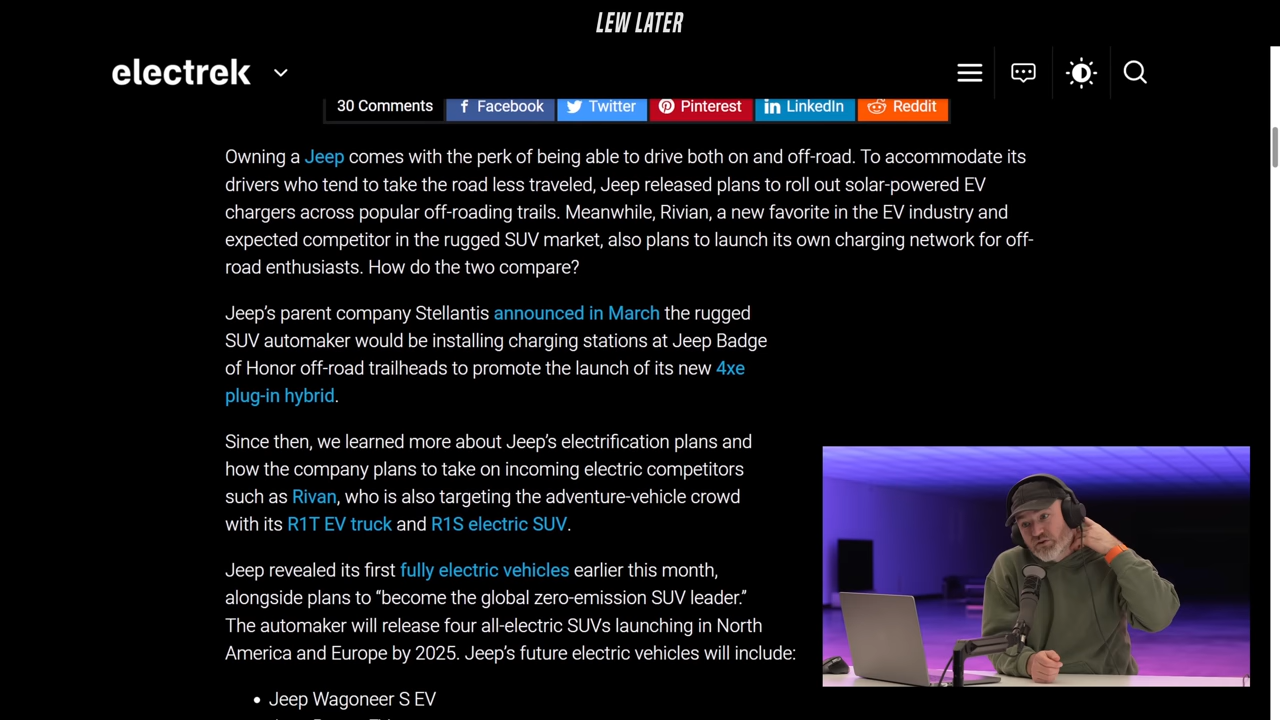 LEW LATER
electrek
30 Comments
Facebook
Twitter
Pinterest
LinkedIn
Reddit
Owning a Jeep comes with the perk of being able to drive both on and off-road. To accommodate its
drivers who tend to take the road less traveled, Jeep released plans to roll out solar-powered EV
chargers across popular off-roading trails. Meanwhile, Rivian, a new favorite in the EV industry and
expected competitor in the rugged SUV market, also plans to launch its own charging network for off-
road enthusiasts. How do the two compare?
Jeep’s parent company Stellantis announced in March the rugged
SUV automaker would be installing charging stations at Jeep Badge
of Honor off-road trailheads to promote the launch of its new 4xe
plug-in hybrid.
Since then, we learned more about Jeep’s electrification plans and
how the company plans to take on incoming electric competitors
such as Rivan, who is also targeting the adventure-vehicle crowd
with its R1T EV truck and R1S electric SUV.
Jeep revealed its first fully electric vehicles earlier this month,
alongside plans to “become the global zero-emission SUV leader.”
The automaker will release four all-electric SUVs launching in North
America and Europe by 2025. Jeep’s future electric vehicles will include:
• Jeep Wagoneer S EV